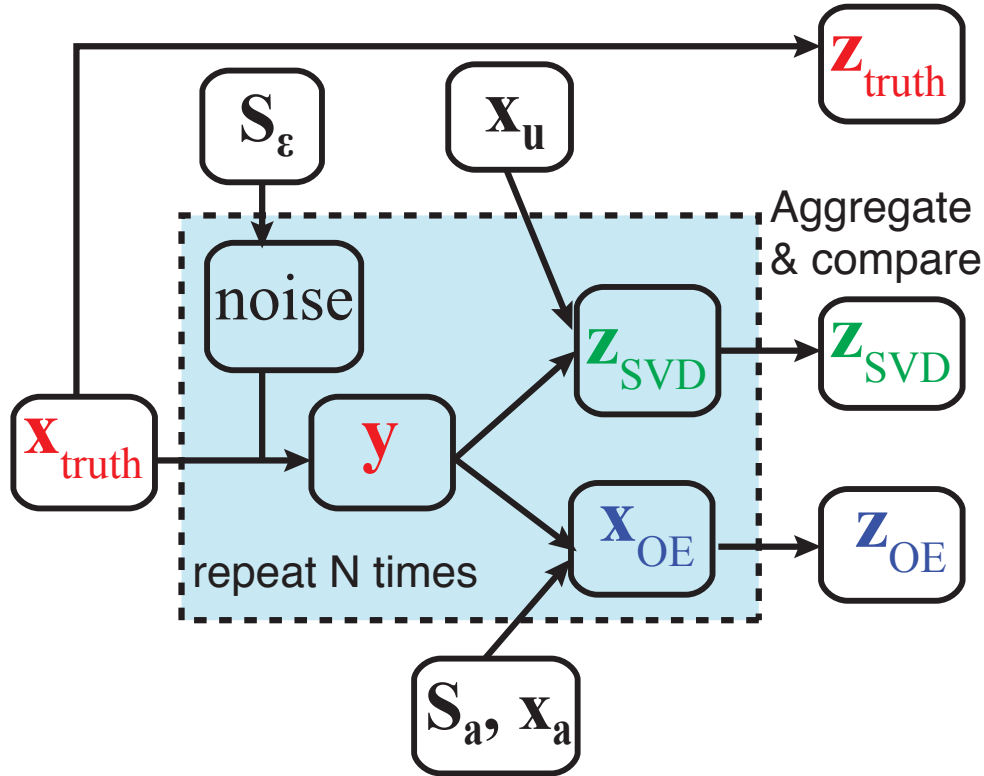 z_truth
S_ε
x_u
Aggregate
& compare
noise
z_SVD
z_SVD
x_truth
y
x_OE
z_OE
repeat N times
S_a, x_a